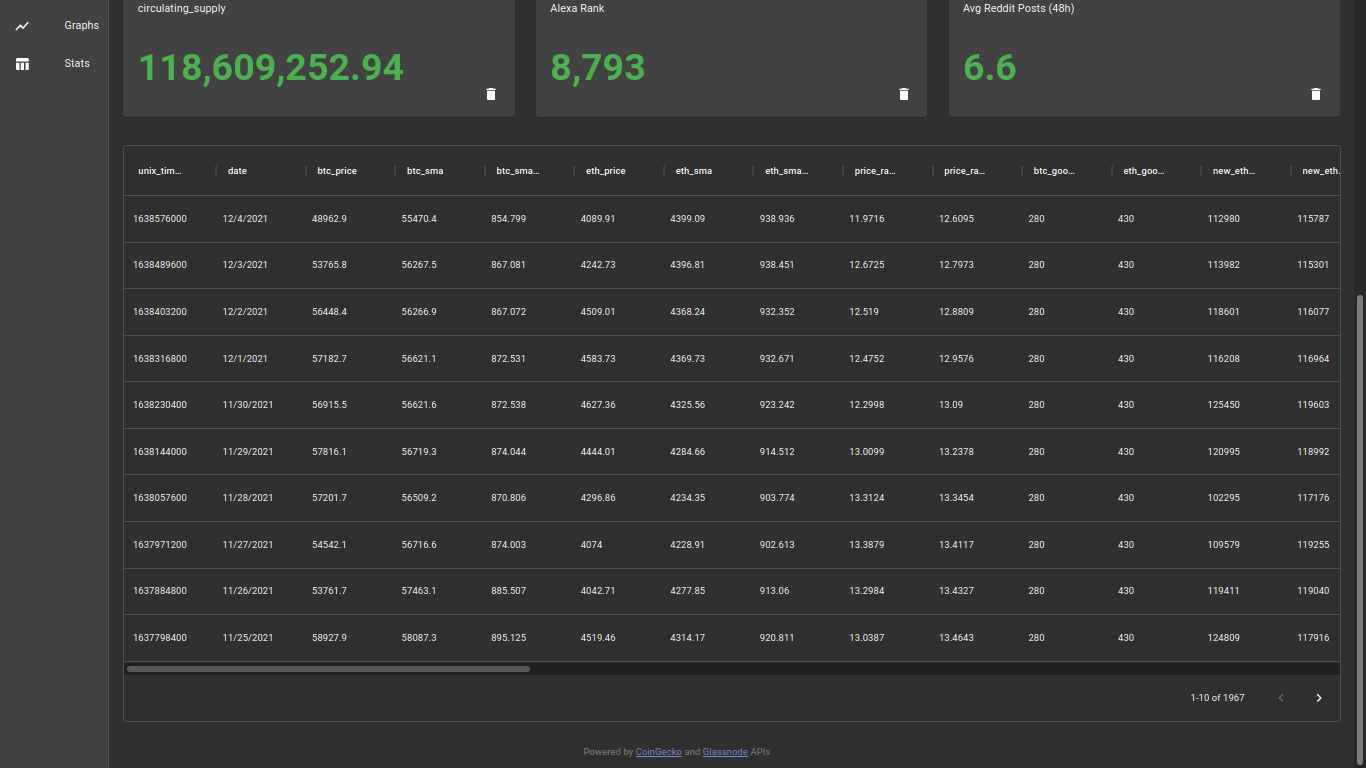 Graphs
Stats
circulating_supply
118,609,252.94
Alexa Rank
8,793
Avg Reddit Posts (48h)
6.6
unix_tim... date btc_price btc_sma btc_sma... eth_price eth_sma eth_sma... price_ra... price_ra... btc_goo... eth_goo... new_eth... new_eth.
1638576000 12/4/2021 48962.9 55470.4 854.799 4089.91 4399.09 938.936 11.9716 12.6095 280 430 112980 115787
1638489600 12/3/2021 53765.8 56267.5 867.081 4242.73 4396.81 938.451 12.6725 12.7973 280 430 113982 115301
1638403200 12/2/2021 56448.4 56266.9 867.072 4509.01 4368.24 932.352 12.519 12.8809 280 430 118601 116077
1638316800 12/1/2021 57182.7 56621.1 872.531 4583.73 4369.73 932.671 12.4752 12.9576 280 430 116208 116964
1638230400 11/30/2021 56915.5 56621.6 872.538 4627.36 4325.56 923.242 12.2998 13.09 280 430 125450 119603
1638144000 11/29/2021 57816.1 56719.3 874.044 4444.01 4284.66 914.512 13.0099 13.2378 280 430 120995 118992
1638057600 11/28/2021 57201.7 56509.2 870.806 4296.86 4234.35 903.774 13.3124 13.3454 280 430 102295 117176
1637971200 11/27/2021 54542.1 56716.6 874.003 4074 4228.91 902.613 13.3879 13.4117 280 430 109579 119255
1637884800 11/26/2021 53761.7 57463.1 885.507 4042.71 4277.85 913.06 13.2984 13.4327 280 430 119411 119040
1637798400 11/25/2021 58927.9 58087.3 895.125 4519.46 4314.17 920.811 13.0387 13.4643 280 430 124809 117916
1-10 of 1967
Powered by CoinGecko and Glassnode APIs